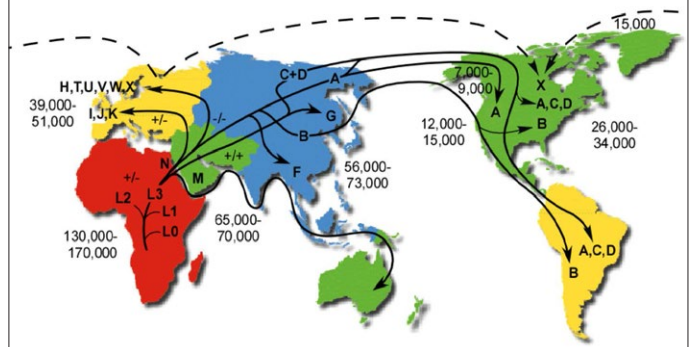 15,000
C+D
A
7,000-
9,000
X
H,T,U,V,W,X
39,000-
51,000
I,J,K
+/-
-/-
G
A
A,C,D
B
B
12,000-
15,000
26,000-
34,000
N
+/+
+/-
M
F
56,000-
73,000
L2
L3
L1
L0
65,000-
70,000
130,000-
170,000
A,C,D
B